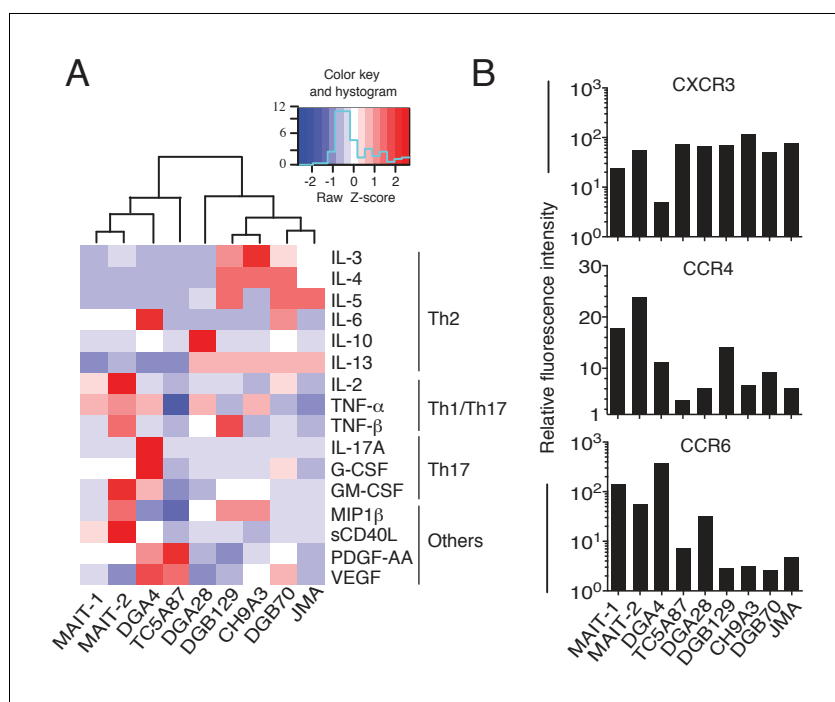 A
Color key
and hystogram
12
6
3
0
-2 -1 0 1 2
Raw Z-score
IL-3
IL-4
IL-5
IL-6
IL-10
IL-13
IL-2
TNF-α
TNF-β
IL-17A
G-CSF
GM-CSF
MIP1β
sCD40L
PDGF-AA
VEGF
Th2
Th1/Th17
Th17
Others
MAIT-1
MAIT-2
DGA4
TC5A87
DGA28
DGB129
CH9A3
DGB70
JMA
B
Relative fluorescence intensity
CXCR3
10³
10²
10¹
10⁰
CCR4
30
20
10
1
CCR6
10³
10²
10¹
10⁰
MAIT-1
MAIT-2
DGA4
TC5A87
DGA28
DGB129
CH9A3
DGB70
JMA